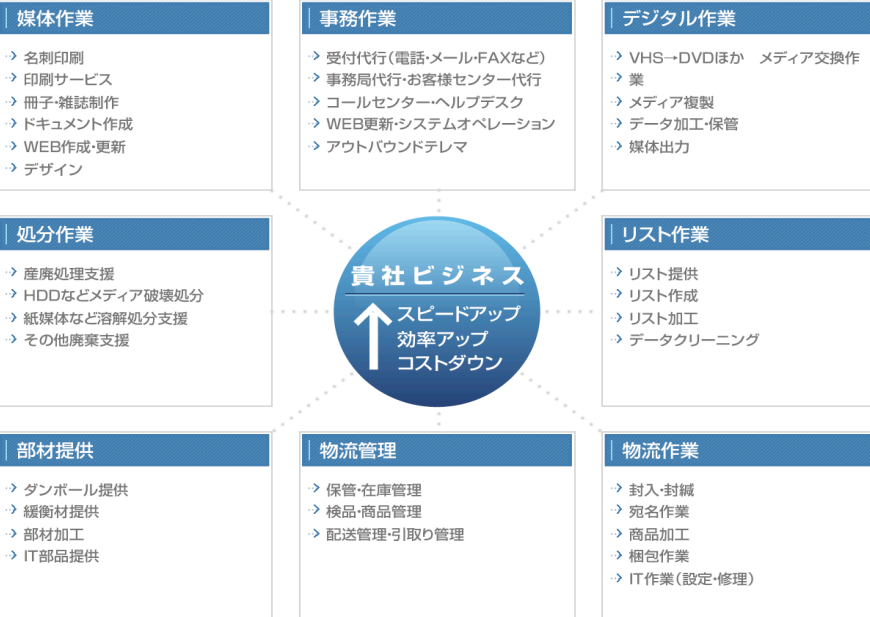 媒体作業
名刺印刷
印刷サービス
冊子・雑誌制作
ドキュメント作成
WEB作成・更新
デザイン
事務作業
受付代行（電話・メール・FAXなど）
事務局代行・お客様センター代行
コールセンター・ヘルプデスク
WEB更新・システムオペレーション
アウトバウンドテレマ
デジタル作業
VHS→DVDほか　メディア交換作
業
メディア複製
データ加工・保管
媒体出力
処分作業
産廃処理支援
HDDなどメディア破壊処分
紙媒体など溶解処分支援
その他廃棄支援
貴社ビジネス
スピードアップ
効率アップ
コストダウン
リスト作業
リスト提供
リスト作成
リスト加工
データクリーニング
部材提供
ダンボール提供
緩衝材提供
部材加工
IT部品提供
物流管理
保管・在庫管理
検品・商品管理
配送管理・引取り管理
物流作業
封入・封緘
宛名作業
商品加工
梱包作業
IT作業（設定・修理）